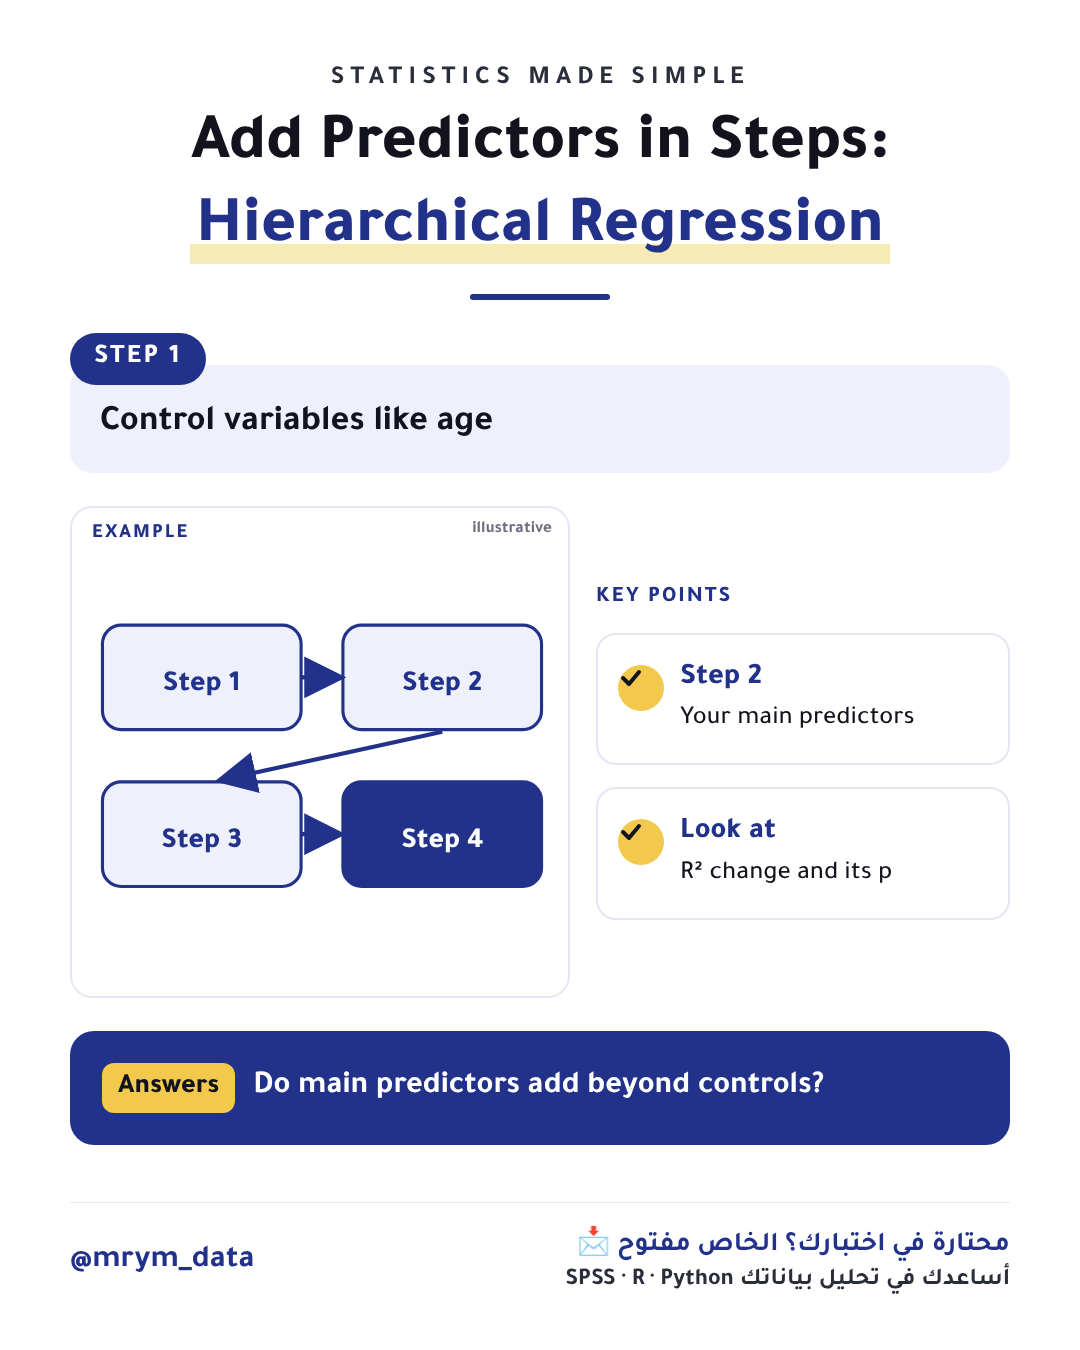 STATISTICS MADE SIMPLE
Add Predictors in Steps:
Hierarchical Regression
STEP 1
Control variables like age
EXAMPLE
illustrative
Step 1
Step 2
Step 3
Step 4
KEY POINTS
Step 2
Your main predictors
Look at
R² change and its p
Answers
Do main predictors add beyond controls?
@mrym_data
محتارة في اختبارك؟ الخاص مفتوح 📩
أساعدك في تحليل بياناتك SPSS · R · Python